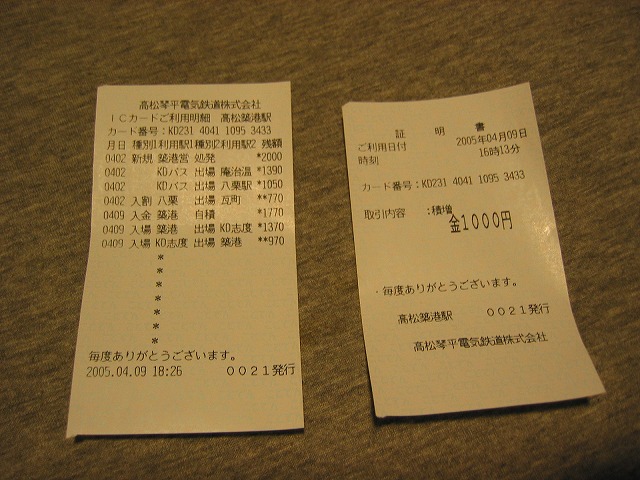 高松琴平電気鉄道株式会社
ICカードご利用明細 高松築港駅
カード番号:KD231 4041 1095 3433
月日 種別1利用駅1種別2利用駅2 残額
0402 新規 築港営 処発 *2000
0402 KDバス 出場 庵治温 *1390
0402 KDバス 出場 八栗駅 *1050
0402 入割 八栗 出場 瓦町 **770
0409 入金 築港 自積 *1770
0409 入場 築港 出場 KD志度 *1370
0409 入場 KD志度 出場 築港 **970
*
*
*
*
*
*
*
毎度ありがとうございます。
2005.04.09 18:26 0021発行
証 明 書
ご利用日付 2005年04月09日
時刻 16時13分
カード番号:KD231 4041 1095 3433
取引内容 :積増
金1000円
・毎度ありがとうございます。
高松築港駅 0021発行
高松琴平電気鉄道株式会社